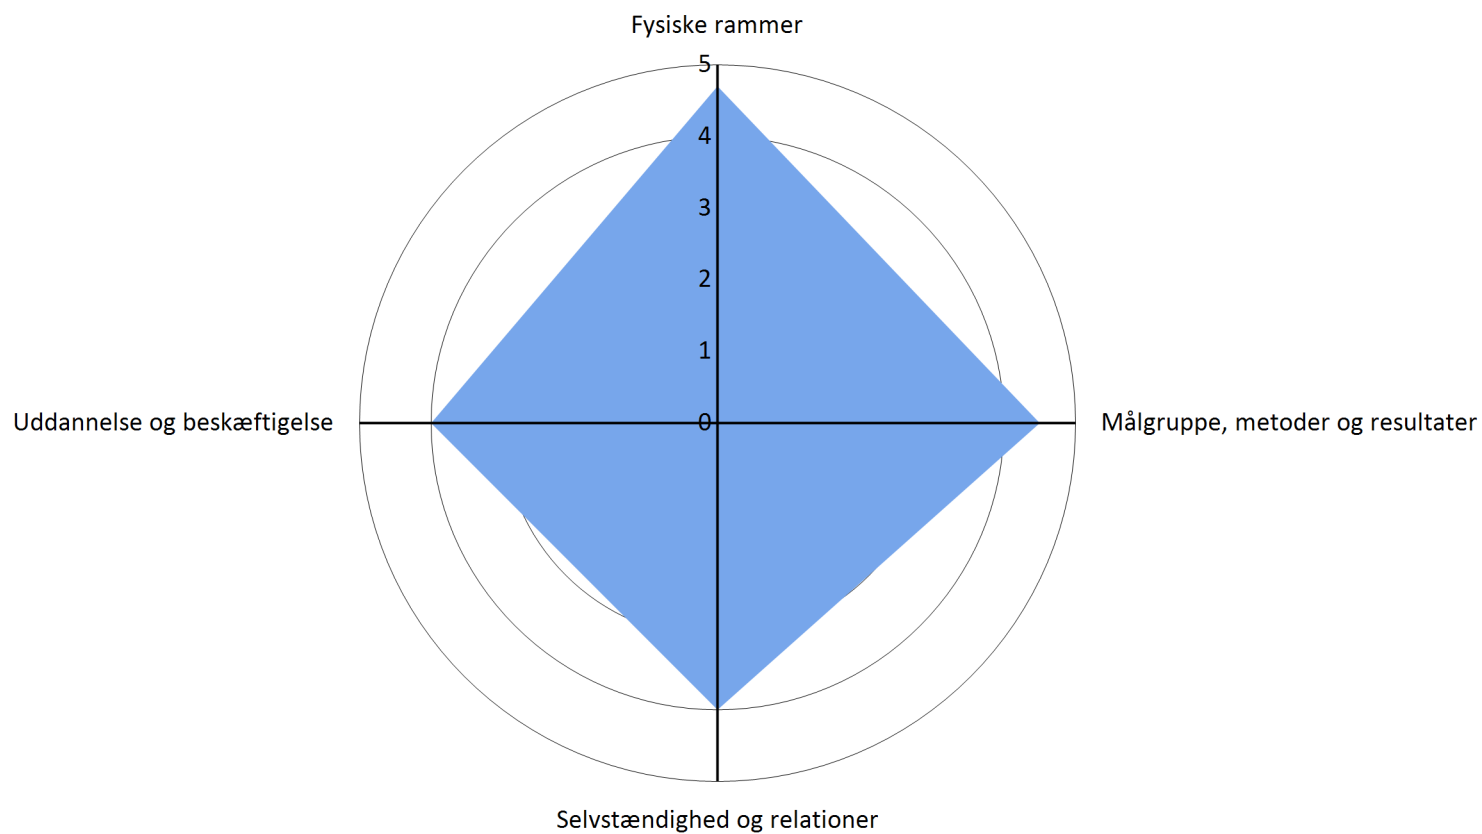 Fysiske rammer
5
4
3
2
1
0
Uddannelse og beskæftigelse
Målgruppe, metoder og resultater
Selvstændighed og relationer